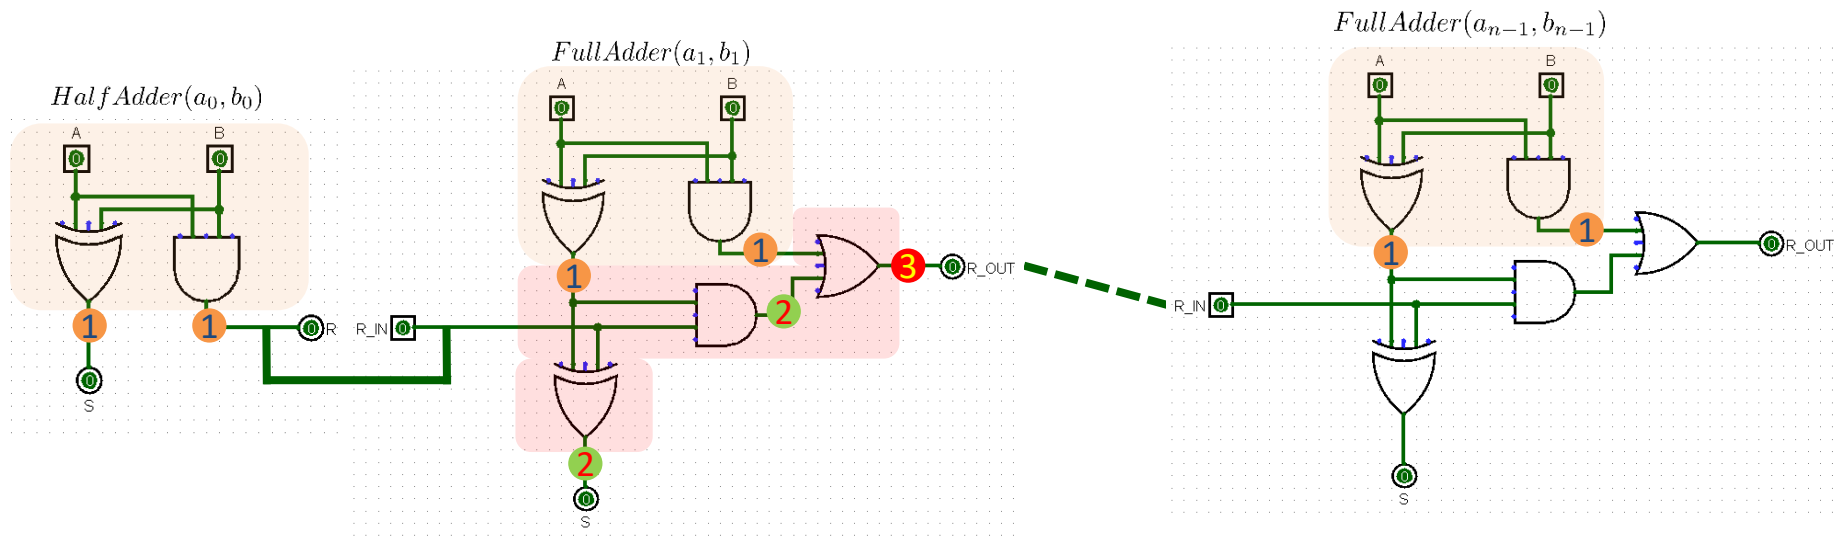 HalfAdder(a₀, b₀)
A B
0 0
1 1
0 R
0
S
FullAdder(a₁, b₁)
A B
0 0
1 1
R_IN 0
2
3 0 R_OUT
2
0
S
FullAdder(aₙ₋₁, bₙ₋₁)
A B
0 0
1 1
R_IN 0
0 R_OUT
0
S